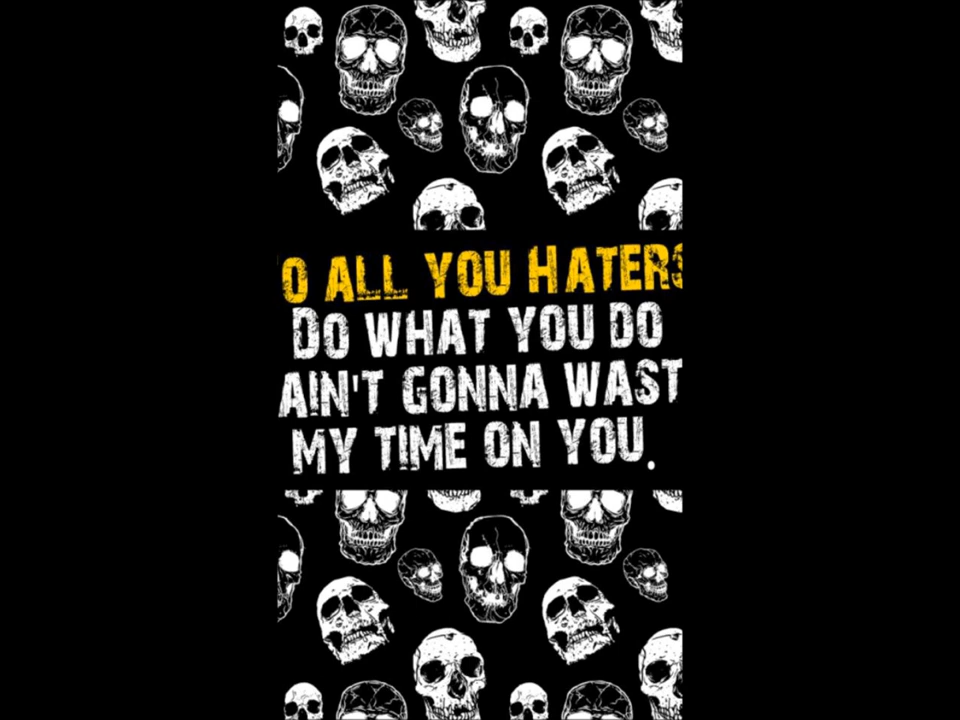 O ALL YOU HATERS
DO WHAT YOU DO
AIN'T GONNA WAST
MY TIME ON YOU.